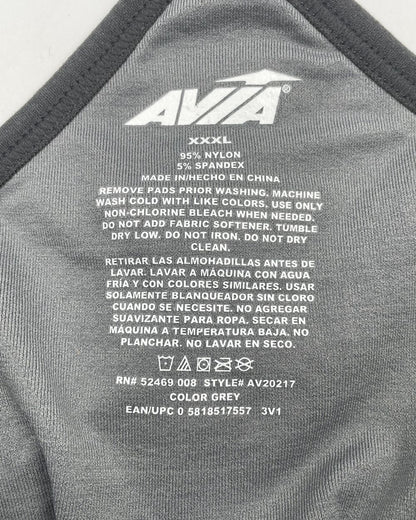 AVIA®
XXXL
95% NYLON
5% SPANDEX
MADE IN/HECHO EN CHINA
REMOVE PADS PRIOR WASHING. MACHINE
WASH COLD WITH LIKE COLORS. USE ONLY
NON-CHLORINE BLEACH WHEN NEEDED.
DO NOT ADD FABRIC SOFTENER. TUMBLE
DRY LOW. DO NOT IRON. DO NOT DRY
CLEAN.
RETIRAR LAS ALMOHADILLAS ANTES DE
LAVAR. LAVAR A MÁQUINA CON AGUA
FRÍA Y CON COLORES SIMILARES. USAR
SOLAMENTE BLANQUEADOR SIN CLORO
CUANDO SE NECESITE. NO AGREGAR
SUAVIZANTE PARA ROPA. SECAR EN
MÁQUINA A TEMPERATURA BAJA. NO
PLANCHAR. NO LAVAR EN SECO.
RN# 52469 008 STYLE# AV20217
COLOR GREY
EAN/UPC 0 5818517557 3V1